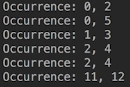 Occurrence: 0, 2
Occurrence: 0, 5
Occurrence: 1, 3
Occurrence: 2, 4
Occurrence: 2, 4
Occurrence: 11, 12